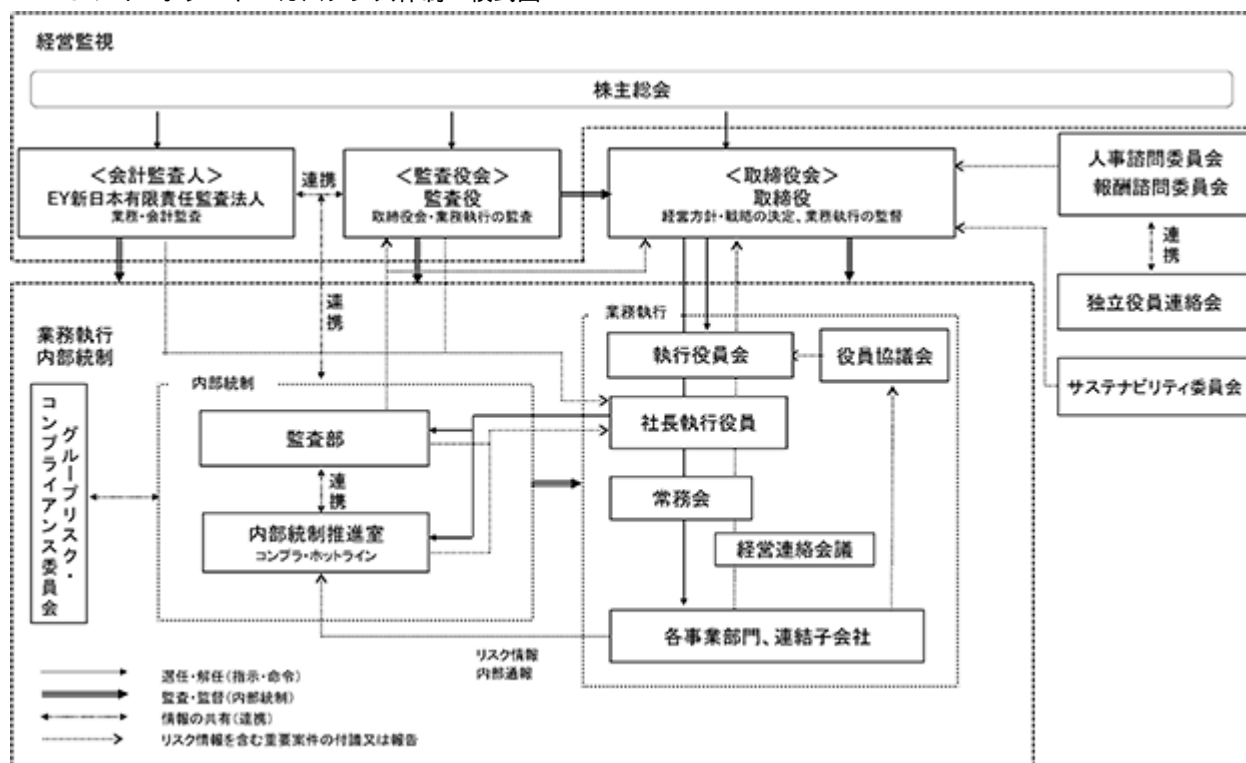 経営監視
株主総会
＜会計監査人＞
EY新日本有限責任監査法人
業務・会計監査
連携
＜監査役会＞
監査役
取締役会・業務執行の監査
＜取締役会＞
取締役
経営方針・戦略の決定、業務執行の監督
人事諮問委員会
報酬諮問委員会
連携
独立役員連絡会
サステナビリティ委員会
連携
業務執行
内部統制
グループリスク・
コンプライアンス委員会
内部統制
監査部
連携
内部統制推進室
コンプラ・ホットライン
業務執行
執行役員会
役員協議会
社長執行役員
常務会
経営連絡会議
各事業部門、連結子会社
リスク情報
内部通報
選任・解任(指示・命令)
監査・監督(内部統制)
情報の共有(連携)
リスク情報を含む重要案件の付議又は報告